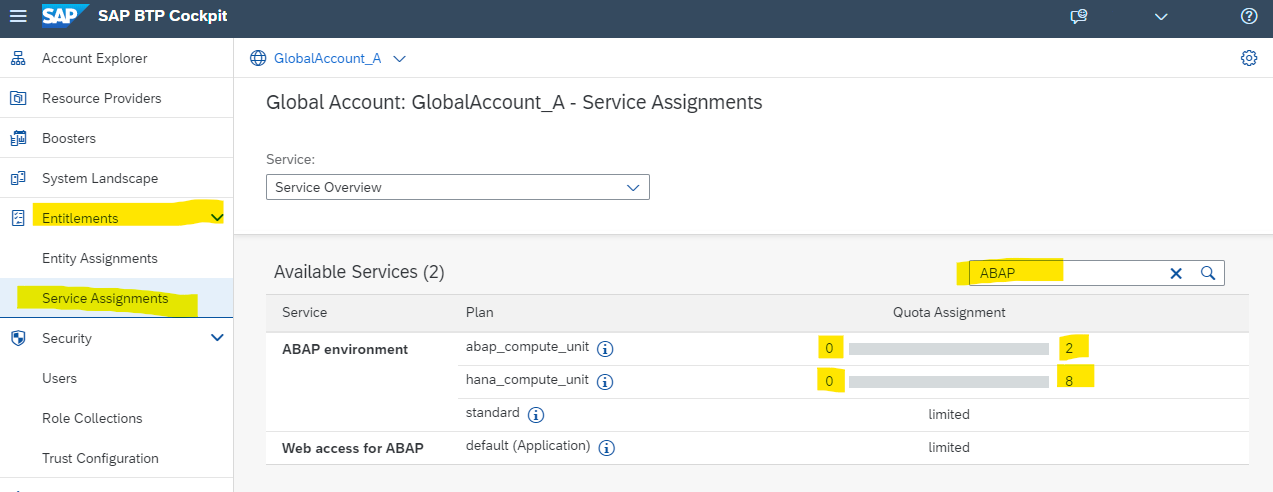 SAP SAP BTP Cockpit
Account Explorer
Resource Providers
Boosters
System Landscape
Entitlements
Entity Assignments
Service Assignments
Security
Users
Role Collections
Trust Configuration
GlobalAccount_A
Global Account: GlobalAccount_A - Service Assignments
Service:
Service Overview
Available Services (2)
ABAP
Service Plan Quota Assignment
ABAP environment abap_compute_unit 0 2
hana_compute_unit 0 8
standard limited
Web access for ABAP default (Application) limited